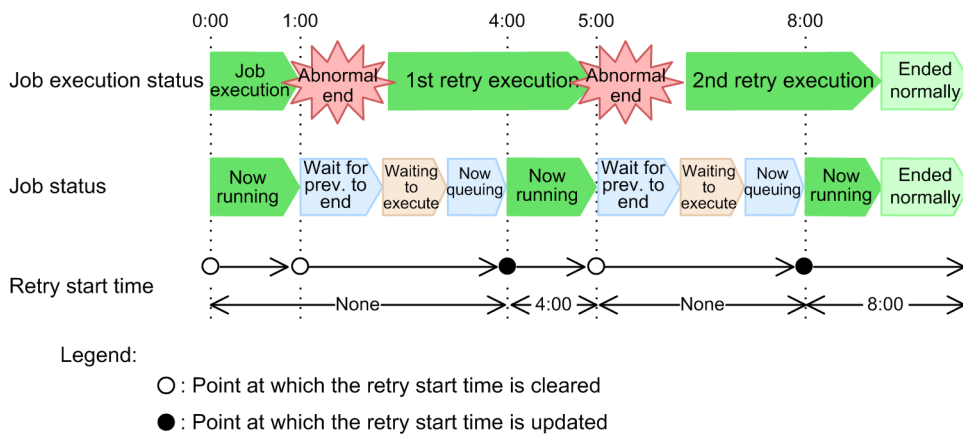 0:00 1:00 4:00 5:00 8:00
Job execution status
Job
execution
Abnormal
end
1st retry execution
Abnormal
end
2nd retry execution
Ended
normally
Job status
Now
running
Wait for
prev. to
end
Waiting
to
execute
Now
queuing
Now
running
Wait for
prev. to
end
Waiting
to
execute
Now
queuing
Now
running
Ended
normally
Retry start time
None 4:00 None 8:00
Legend:
: Point at which the retry start time is cleared
: Point at which the retry start time is updated